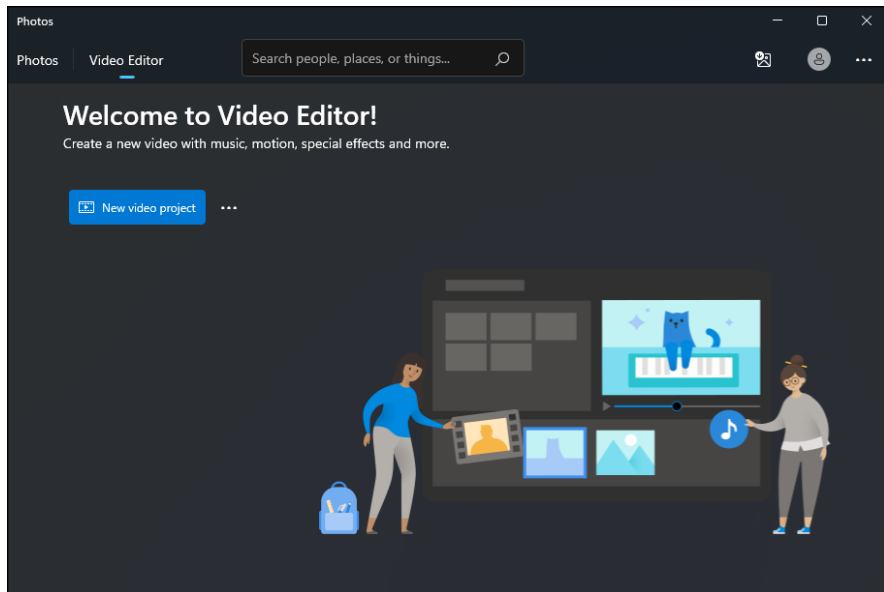 Photos
Photos
Video Editor
Search people, places, or things...
Welcome to Video Editor!
Create a new video with music, motion, special effects and more.
New video project